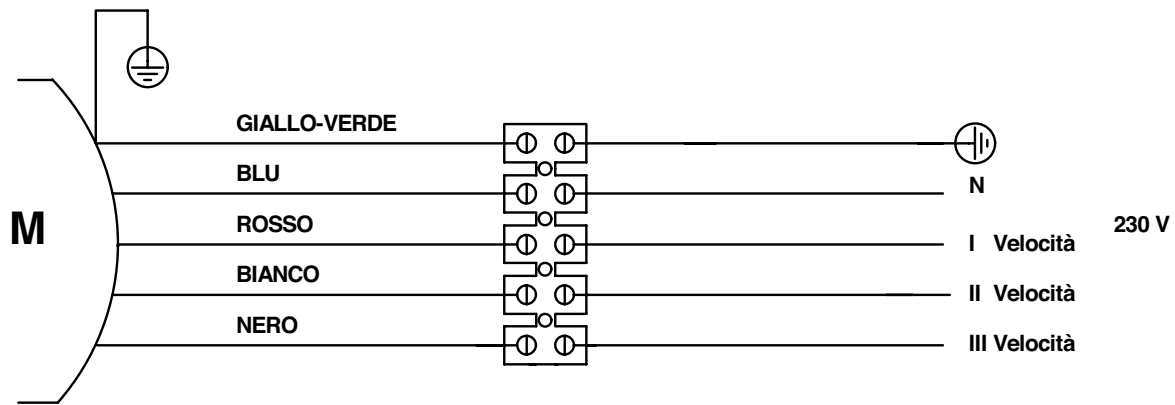 GIALLO-VERDE
BLU
N
M
ROSSO
230 V
I Velocità
BIANCO
II Velocità
NERO
III Velocità